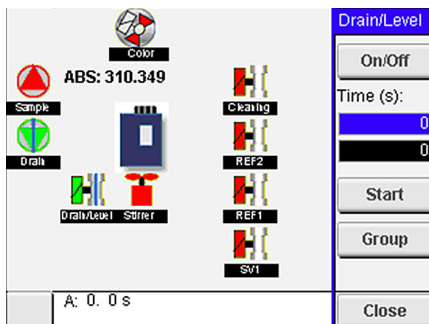 Drain/Level
Color
On/Off
ABS: 310.349
Time (s):
Sample
Cleaning
0
0
Drain
REF2
Start
Drain/Level
Stirrer
REF1
Group
SV1
A: 0. 0 s
Close